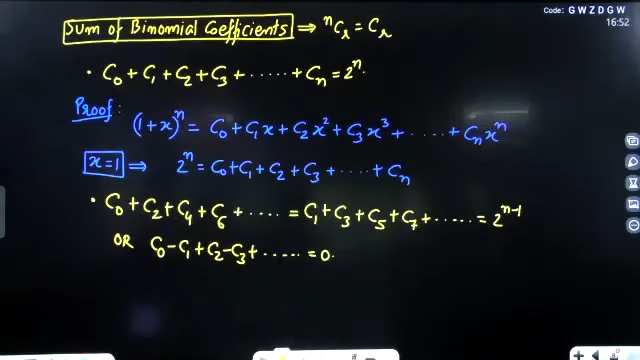 Code: G W Z D G W
16:52
Sum of Binomial Coefficients ⇒ ⁿCᵣ = Cᵣ
• C₀ + C₁ + C₂ + C₃ + ...... + Cₙ = 2ⁿ.
Proof:
(1+x)ⁿ = C₀ + C₁x + C₂x² + C₃x³ + ...... + Cₙxⁿ
x=1 ⇒ 2ⁿ = C₀ + C₁ + C₂ + C₃ + ..... + Cₙ
• C₀ + C₂ + C₄ + C₆ + ..... = C₁ + C₃ + C₅ + C₇ + ...... = 2ⁿ⁻¹
OR C₀ - C₁ + C₂ - C₃ + ...... = 0.